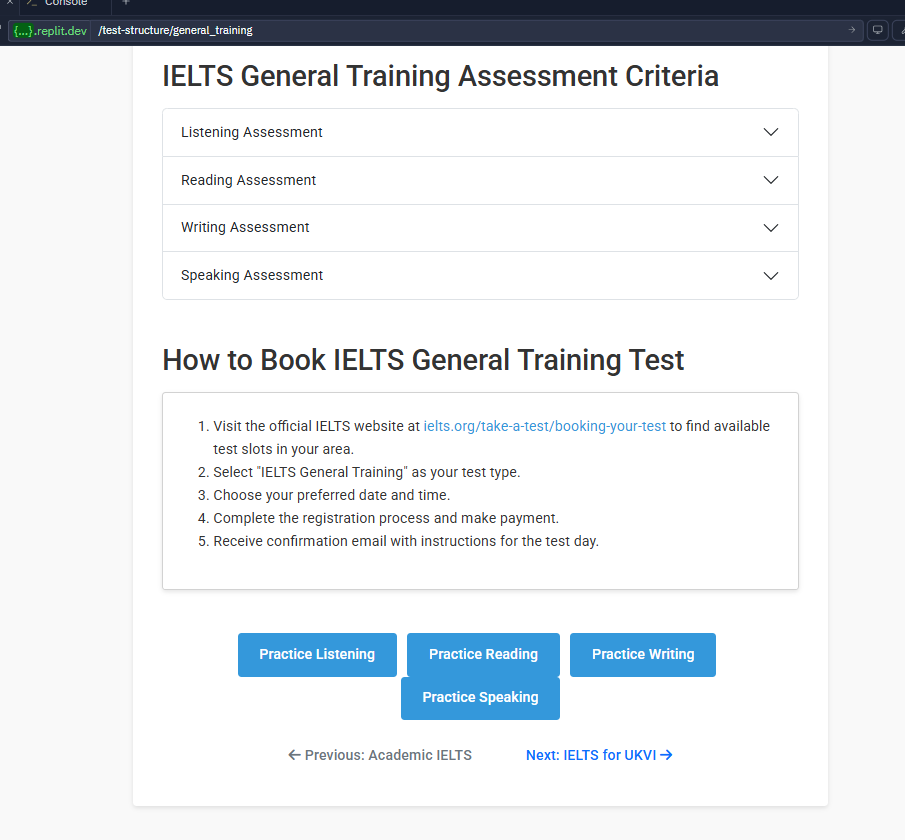 Console
{...}.replit.dev /test-structure/general_training
IELTS General Training Assessment Criteria
Listening Assessment
Reading Assessment
Writing Assessment
Speaking Assessment
How to Book IELTS General Training Test
1. Visit the official IELTS website at ielts.org/take-a-test/booking-your-test to find available
test slots in your area.
2. Select "IELTS General Training" as your test type.
3. Choose your preferred date and time.
4. Complete the registration process and make payment.
5. Receive confirmation email with instructions for the test day.
Practice Listening Practice Reading Practice Writing
Practice Speaking
← Previous: Academic IELTS Next: IELTS for UKVI →